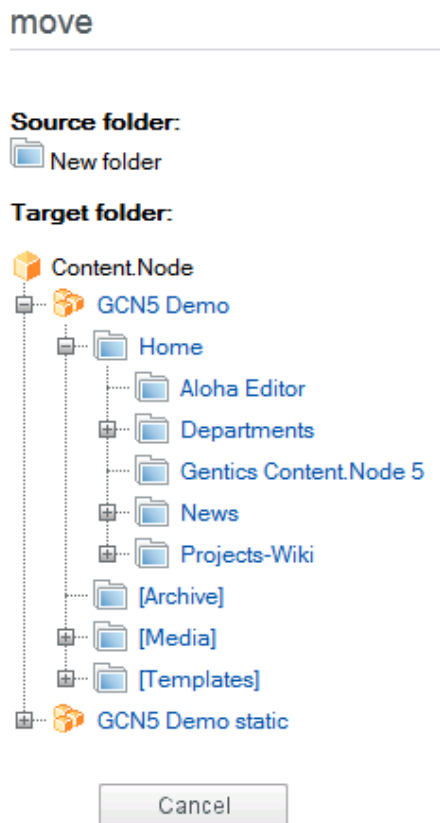 move
Source folder:
New folder
Target folder:
Content.Node
GCN5 Demo
Home
Aloha Editor
Departments
Gentics Content.Node 5
News
Projects-Wiki
[Archive]
[Media]
[Templates]
GCN5 Demo static
Cancel